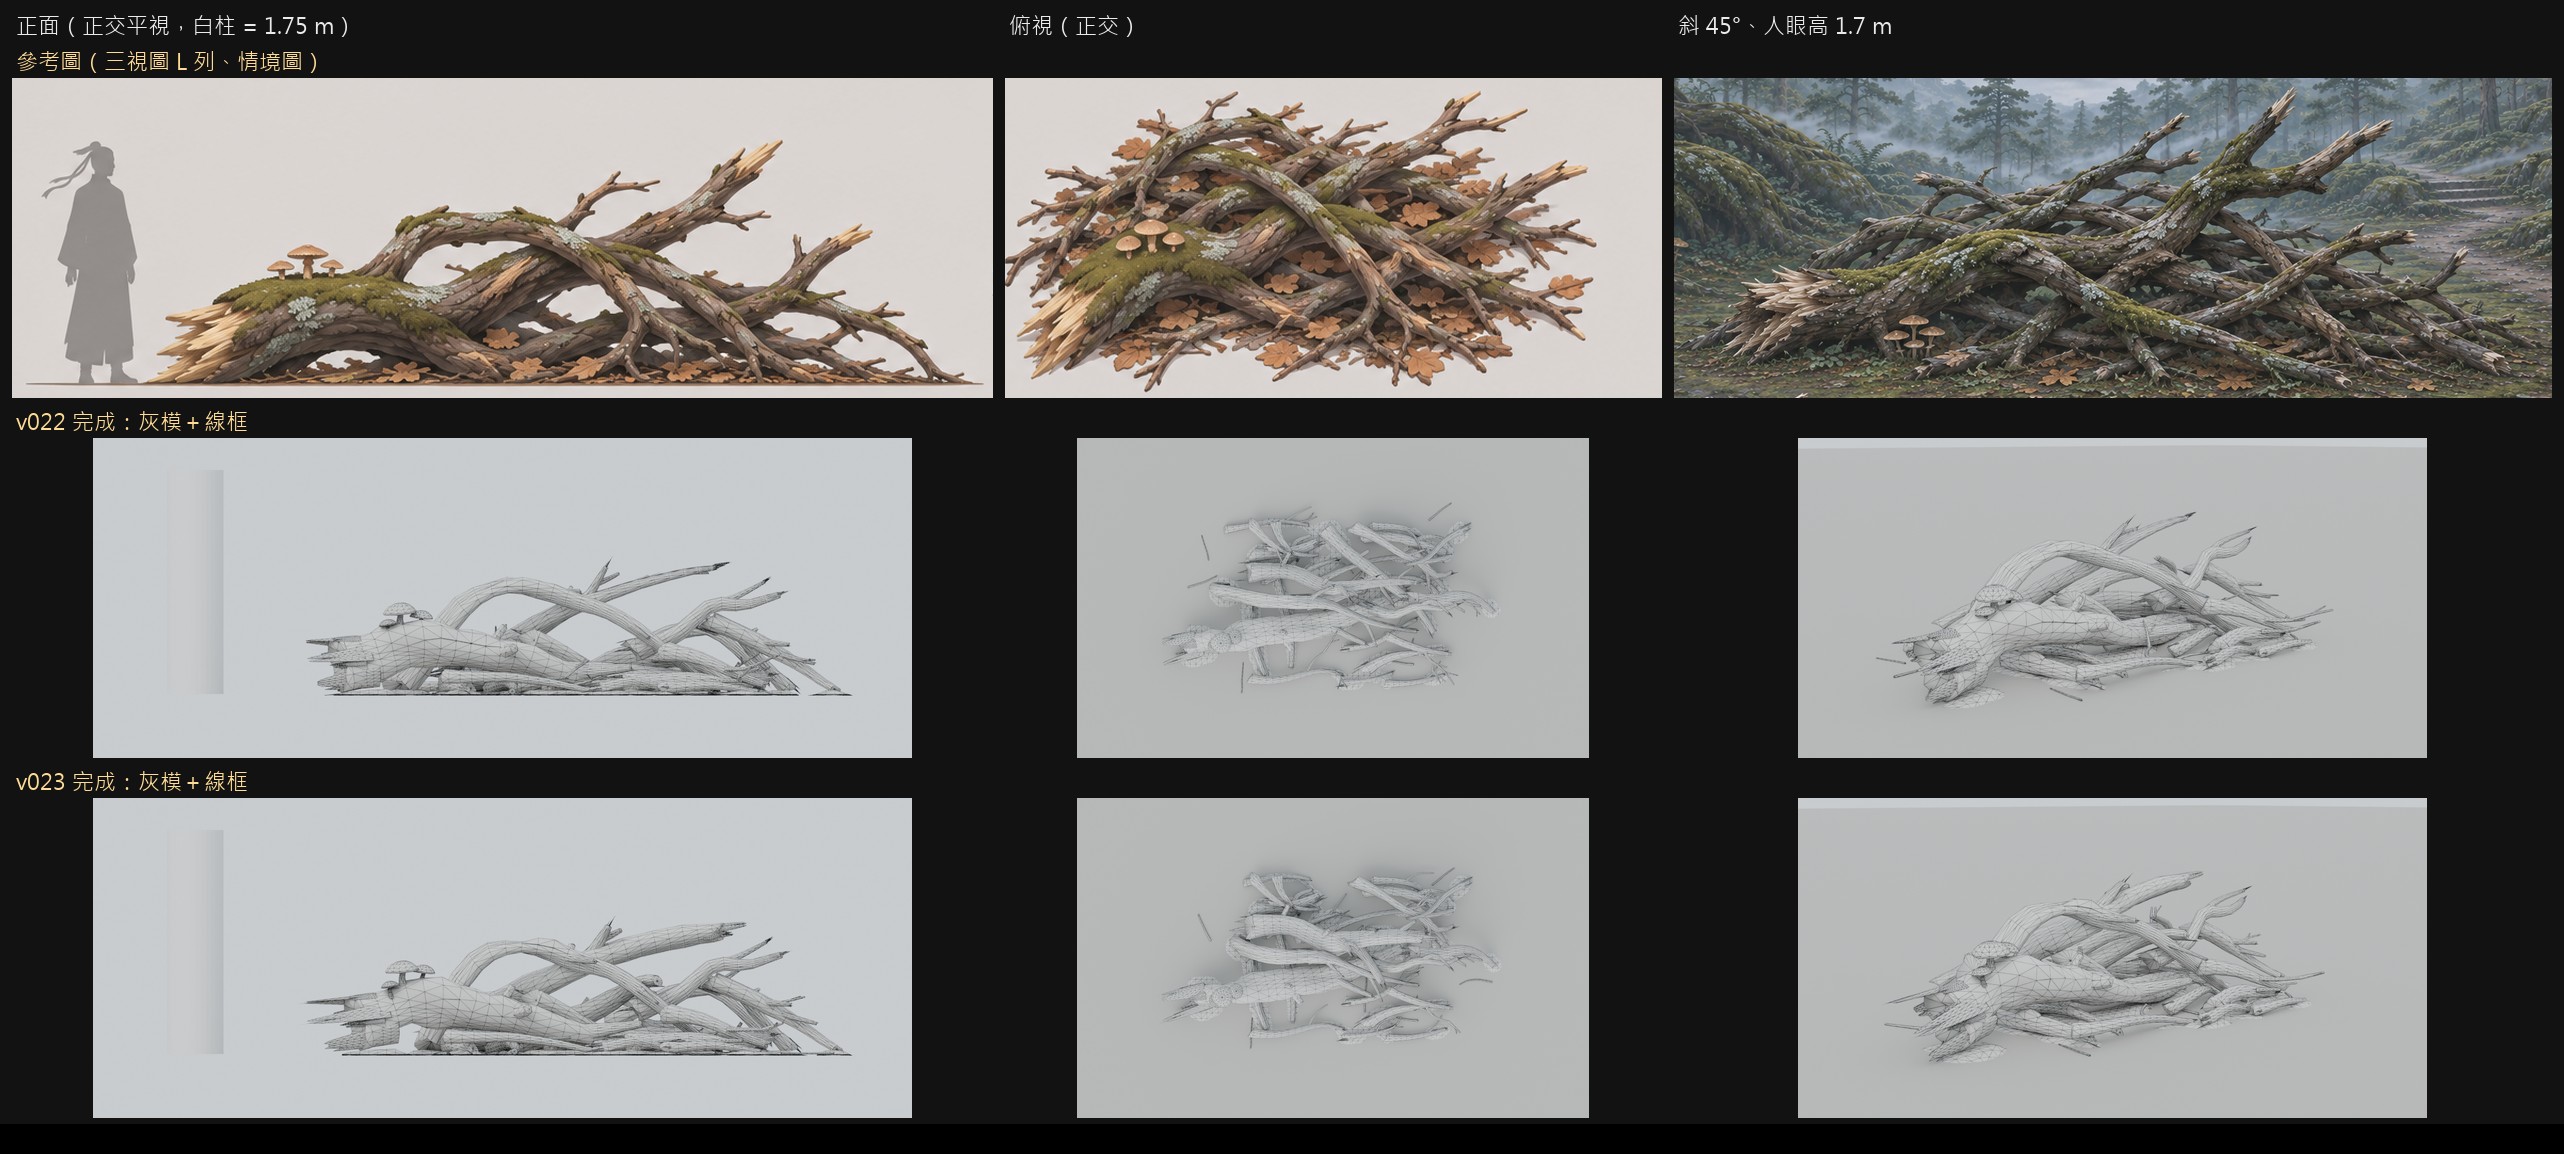 正面（正交平視，白柱 = 1.75 m）
俯視（正交）
斜 45°、人眼高 1.7 m
參考圖（三視圖 L 列、情境圖）
v022 完成：灰模＋線框
v023 完成：灰模＋線框